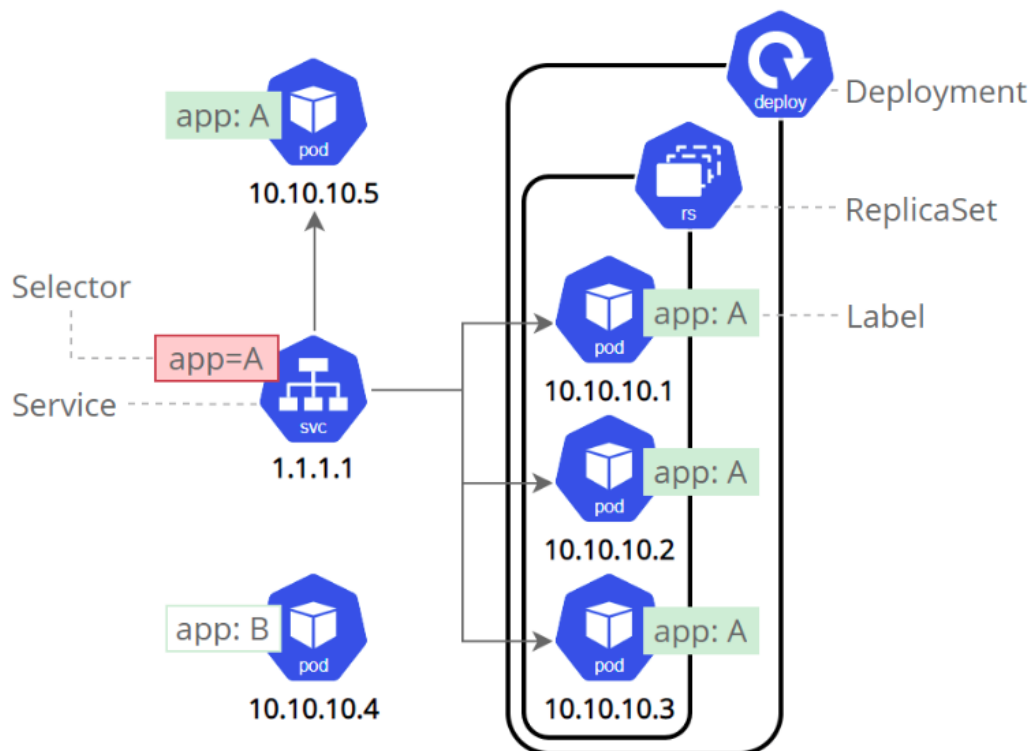 deploy
Deployment
app: A
pod
10.10.10.5
rs
ReplicaSet
Selector
app=A
Service
svc
1.1.1.1
pod
app: A
Label
10.10.10.1
pod
app: A
10.10.10.2
app: B
pod
10.10.10.4
pod
app: A
10.10.10.3